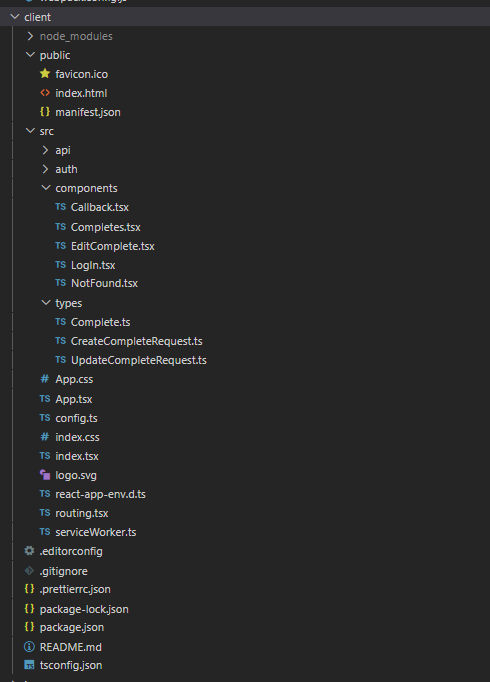 client
node_modules
public
favicon.ico
<> index.html
{} manifest.json
src
api
auth
components
TS Callback.tsx
TS Completes.tsx
TS EditComplete.tsx
TS LogIn.tsx
TS NotFound.tsx
types
TS Complete.ts
TS CreateCompleteRequest.ts
TS UpdateCompleteRequest.ts
# App.css
TS App.tsx
TS config.ts
# index.css
TS index.tsx
logo.svg
TS react-app-env.d.ts
TS routing.tsx
TS serviceWorker.ts
.editorconfig
.gitignore
{} .prettierrc.json
{} package-lock.json
{} package.json
README.md
TS tsconfig.json